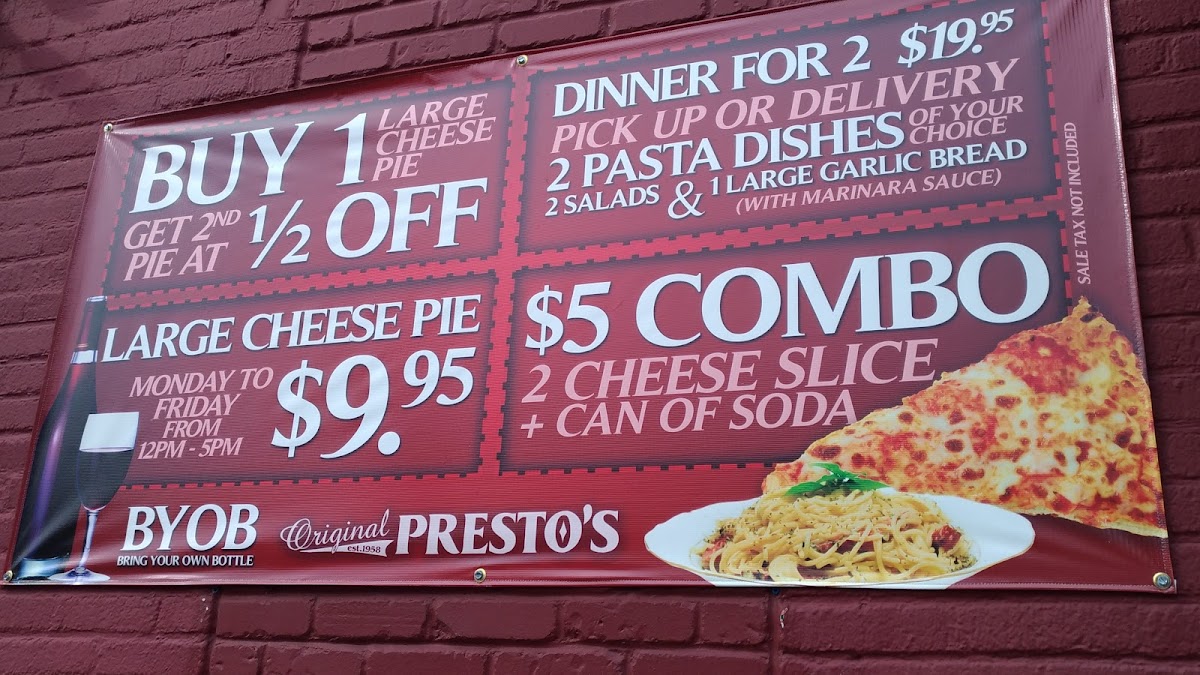 BUY 1 LARGE CHEESE PIE
GET 2ND PIE AT 1/2 OFF
DINNER FOR 2 $19.95
PICK UP OR DELIVERY
2 PASTA DISHES OF YOUR CHOICE
2 SALADS & 1 LARGE GARLIC BREAD
(WITH MARINARA SAUCE)
SALE TAX NOT INCLUDED
LARGE CHEESE PIE
MONDAY TO
FRIDAY
FROM
12PM - 5PM
$9.95
$5 COMBO
2 CHEESE SLICE
+ CAN OF SODA
BYOB
BRING YOUR OWN BOTTLE
Original
est.1958
PRESTO'S